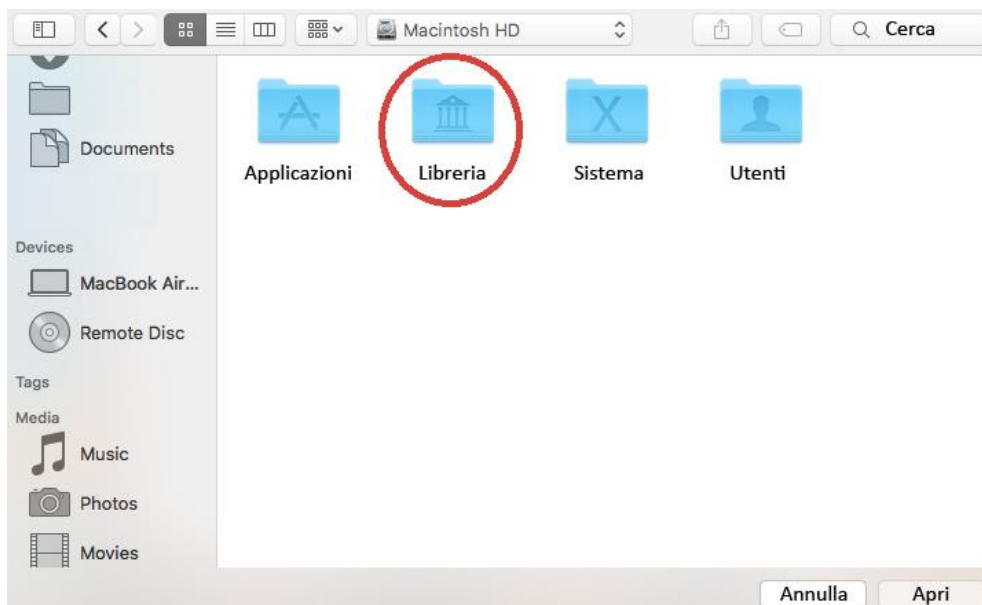 Macintosh HD
Cerca
Documents
Applicazioni
Libreria
Sistema
Utenti
Devices
MacBook Air...
Remote Disc
Tags
Media
Music
Photos
Movies
Annulla
Apri